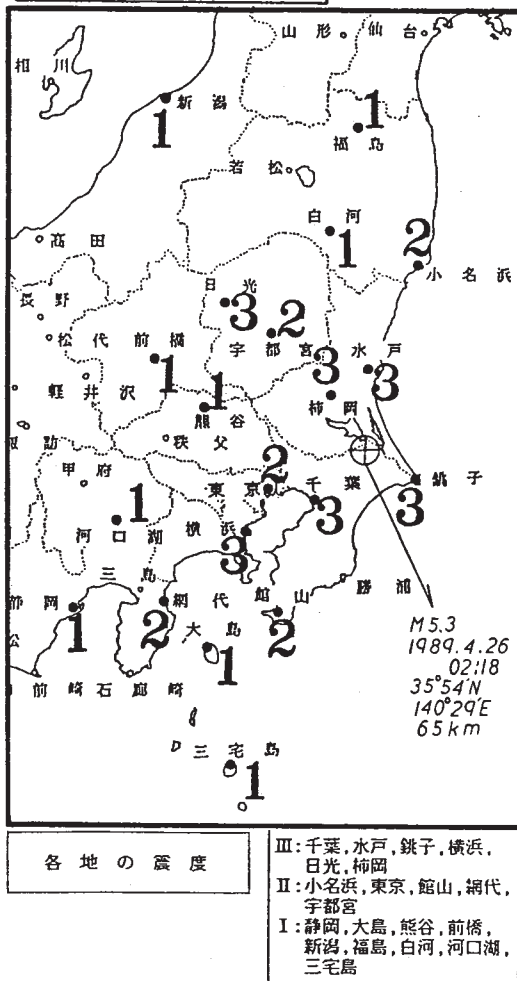 山形 仙台
相川
新潟
1
1
福島
若松
白河
1
2
小名浜
高田
日光
3
長野
2
宇都宮
松代
前橋
1
3
水戸
3
軽井沢
1
熊谷
柿岡
秩父
諏訪
甲府
2
東京
千葉
3
銚子
3
1
河口湖
横浜
3
三島
静岡
1
網代
2
館山
2
勝浦
大島
1
御前崎
石廊崎
三宅島
1
M5.3
1989.4.26
02:18
35°54'N
140°29'E
65km
各地の震度
Ⅲ:千葉,水戸,銚子,横浜,
日光,柿岡
Ⅱ:小名浜,東京,館山,網代,
宇都宮
Ⅰ:静岡,大島,熊谷,前橋,
新潟,福島,白河,河口湖,
三宅島